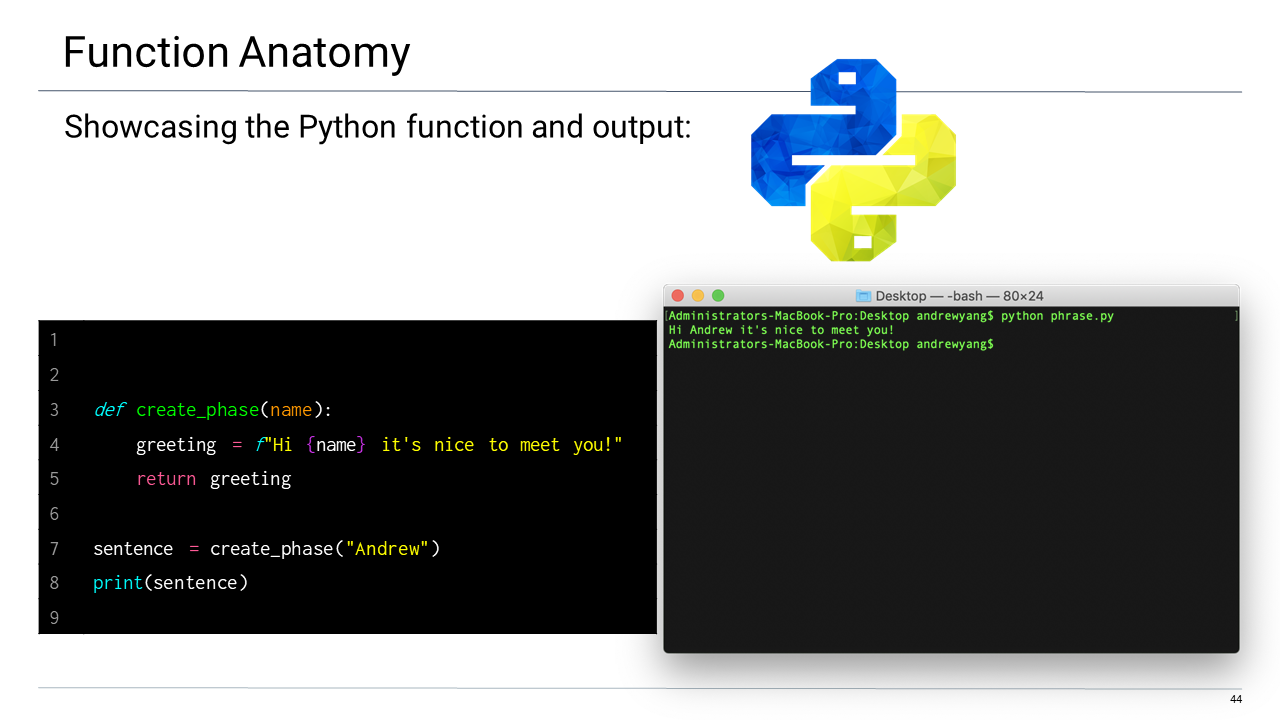 Function Anatomy
Showcasing the Python function and output:
1
2
3 def create_phase(name):
4 greeting = f"Hi {name} it's nice to meet you!"
5 return greeting
6
7 sentence = create_phase("Andrew")
8 print(sentence)
9
Desktop — -bash — 80×24
[Administrators-MacBook-Pro:Desktop andrewyang$ python phrase.py ]
Hi Andrew it's nice to meet you!
Administrators-MacBook-Pro:Desktop andrewyang$
44